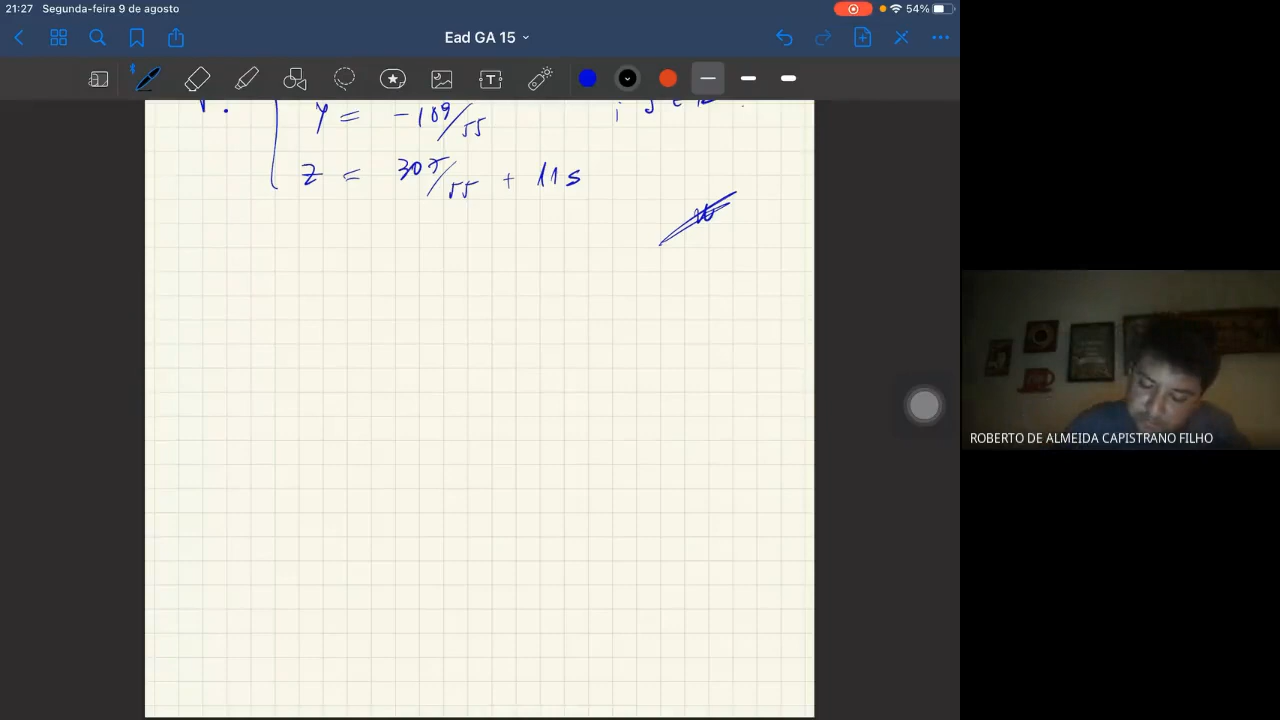 21:27 Segunda-feira 9 de agosto 54%
Ead GA 15
T
y = -109/55
z = 305/55 + 11s
ROBERTO DE ALMEIDA CAPISTRANO FILHO